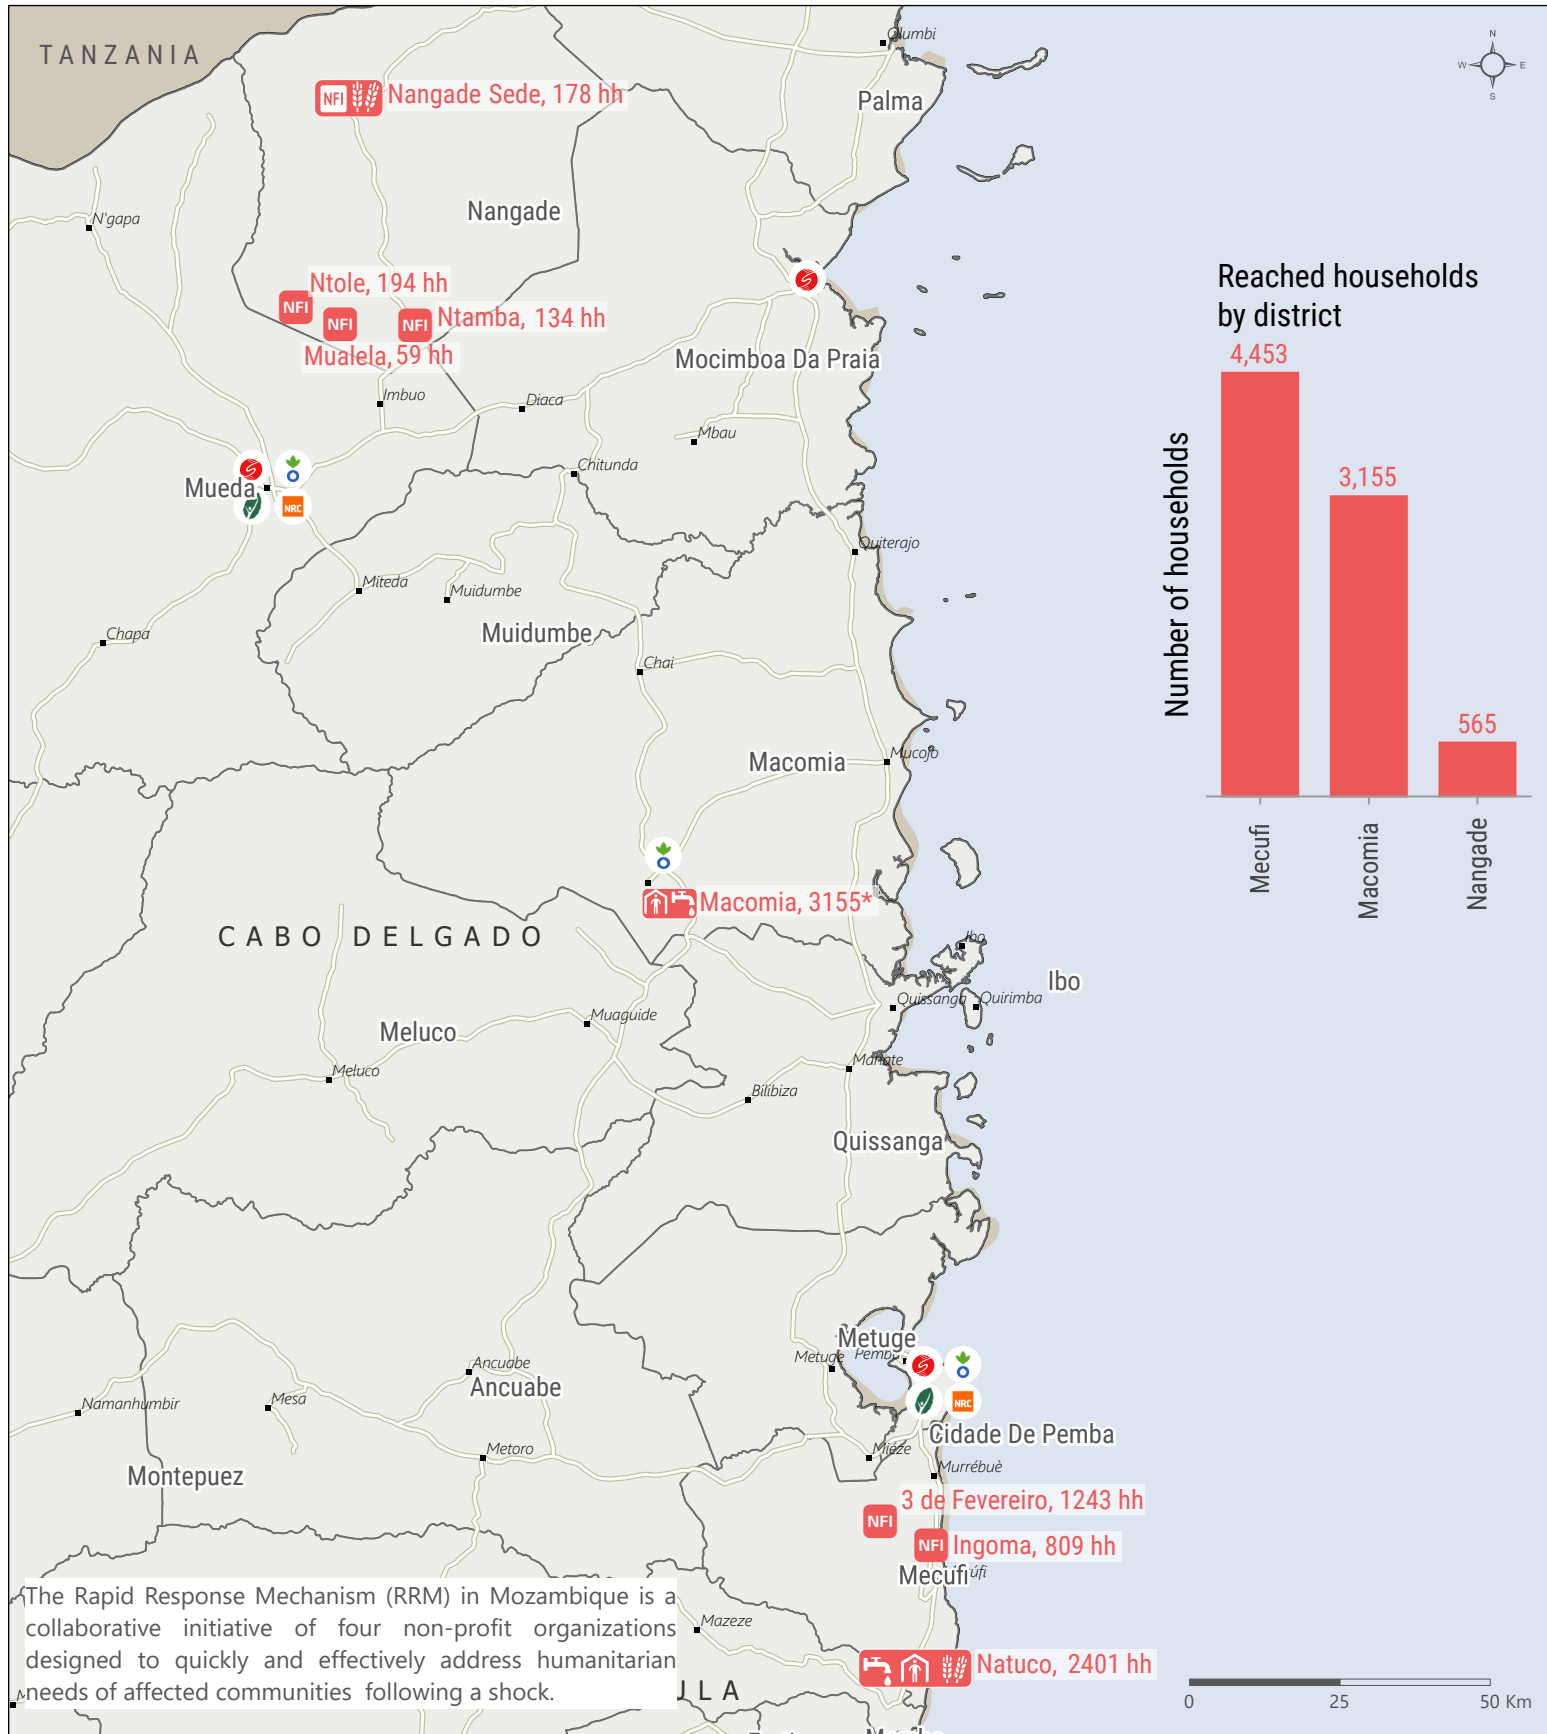 TANZANIA
Olumbi
N
W
E
S
NFI
Nangade Sede, 178 hh
Palma
N'gapa
Nangade
Ntole, 194 hh
NFI
NFI
NFI
Ntamba, 134 hh
Mualela, 59 hh
Mocimboa Da Praia
Imbuo
Diaca
Mbau
Chitunda
Mueda
NRC
Quiterajo
Miteda
Muidumbe
Chapa
Muidumbe
Chai
Macomia
Mucojo
Macomia, 3155*
CABO DELGADO
Ibo
Ibo
Quissanga
Quirimba
Muaguide
Meluco
Meluco
Mahate
Bilibiza
Quissanga
Metuge
Metuge
Pemba
NRC
Ancuabe
Ancuabe
Namanhumbir
Mesa
Cidade De Pemba
Metoro
Miéze
Murrébuè
Montepuez
3 de Fevereiro, 1243 hh
NFI
NFI
Ingoma, 809 hh
Mecufi
úfi
Mazeze
Natuco, 2401 hh
ULA
Reached households
by district
4,453
3,155
565
Number of households
Mecufi
Macomia
Nangade
The Rapid Response Mechanism (RRM) in Mozambique is a
collaborative initiative of four non-profit organizations
designed to quickly and effectively address humanitarian
needs of affected communities following a shock.
0
25
50 Km